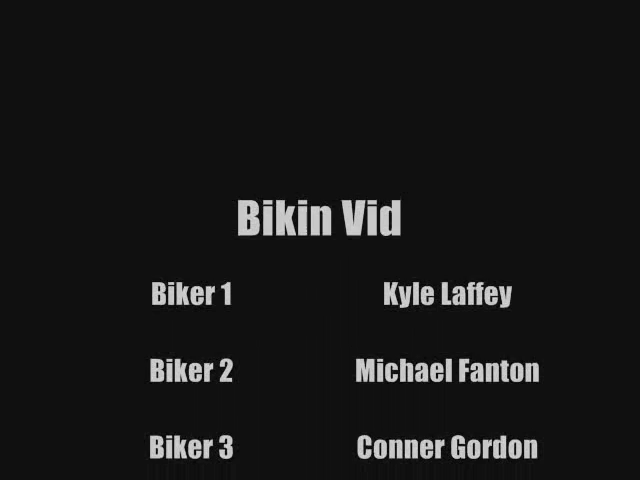 Bikin Vid
Biker 1 Kyle Laffey
Biker 2 Michael Fanton
Biker 3 Conner Gordon